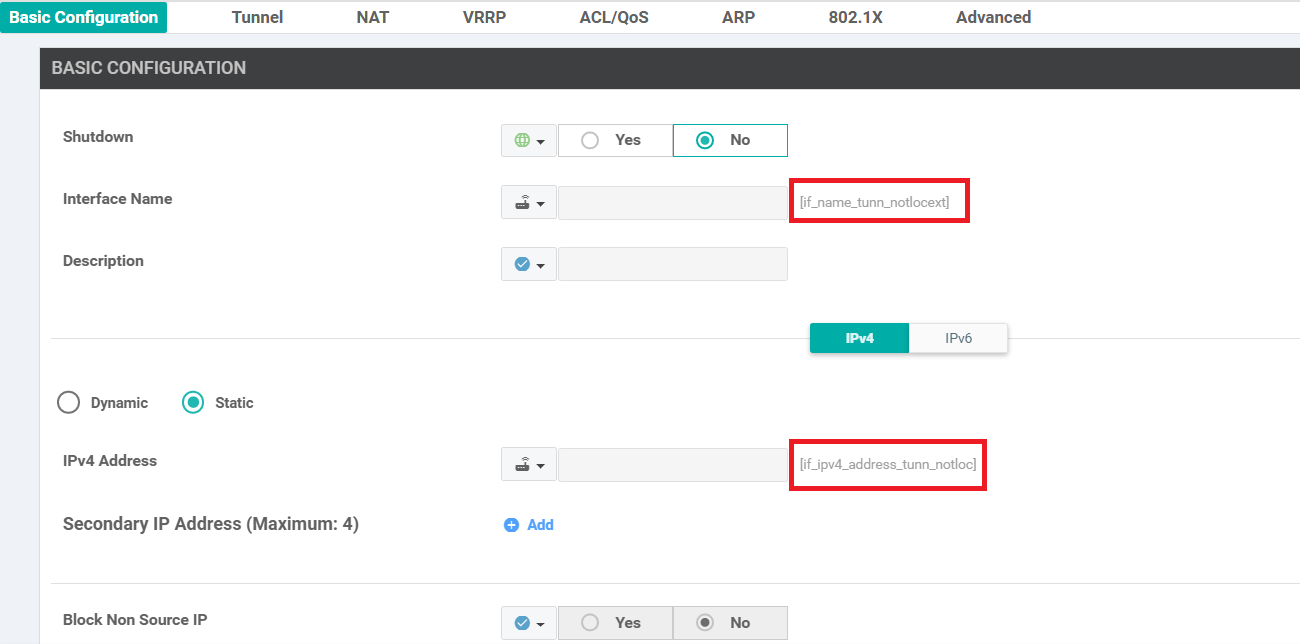 Basic Configuration Tunnel NAT VRRP ACL/QoS ARP 802.1X Advanced
BASIC CONFIGURATION
Shutdown Yes No
Interface Name [if_name_tunn_notlocext]
Description
IPv4 IPv6
Dynamic Static
IPv4 Address [if_ipv4_address_tunn_notloc]
Secondary IP Address (Maximum: 4) Add
Block Non Source IP Yes No